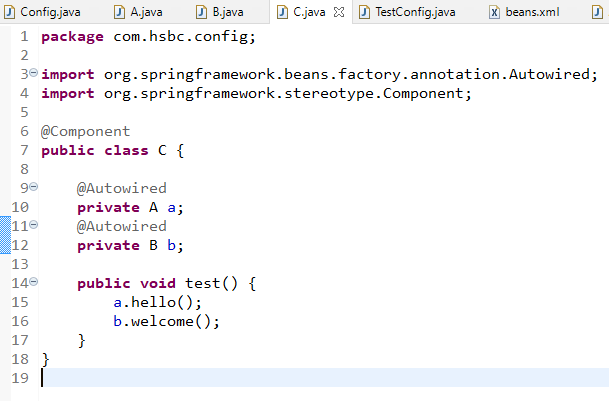 Config.java A.java B.java C.java TestConfig.java beans.xml
1 package com.hsbc.config;
2
3 import org.springframework.beans.factory.annotation.Autowired;
4 import org.springframework.stereotype.Component;
5
6 @Component
7 public class C {
8
9 @Autowired
10 private A a;
11 @Autowired
12 private B b;
13
14 public void test() {
15 a.hello();
16 b.welcome();
17 }
18 }
19